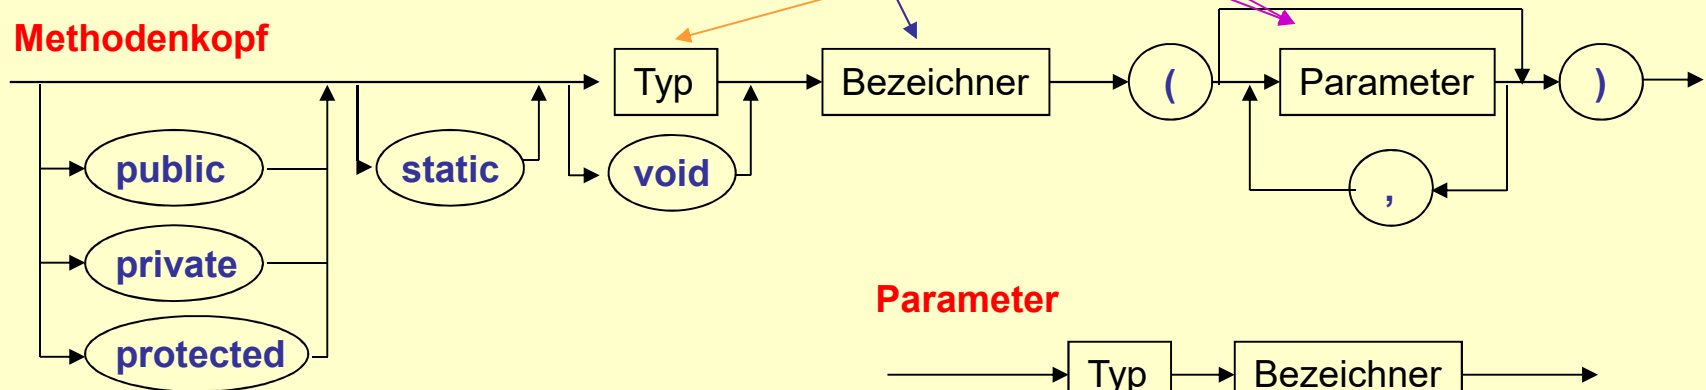 Methodenkopf
Typ Bezeichner ( Parameter )
public static void ,
private
protected
Parameter
Typ Bezeichner